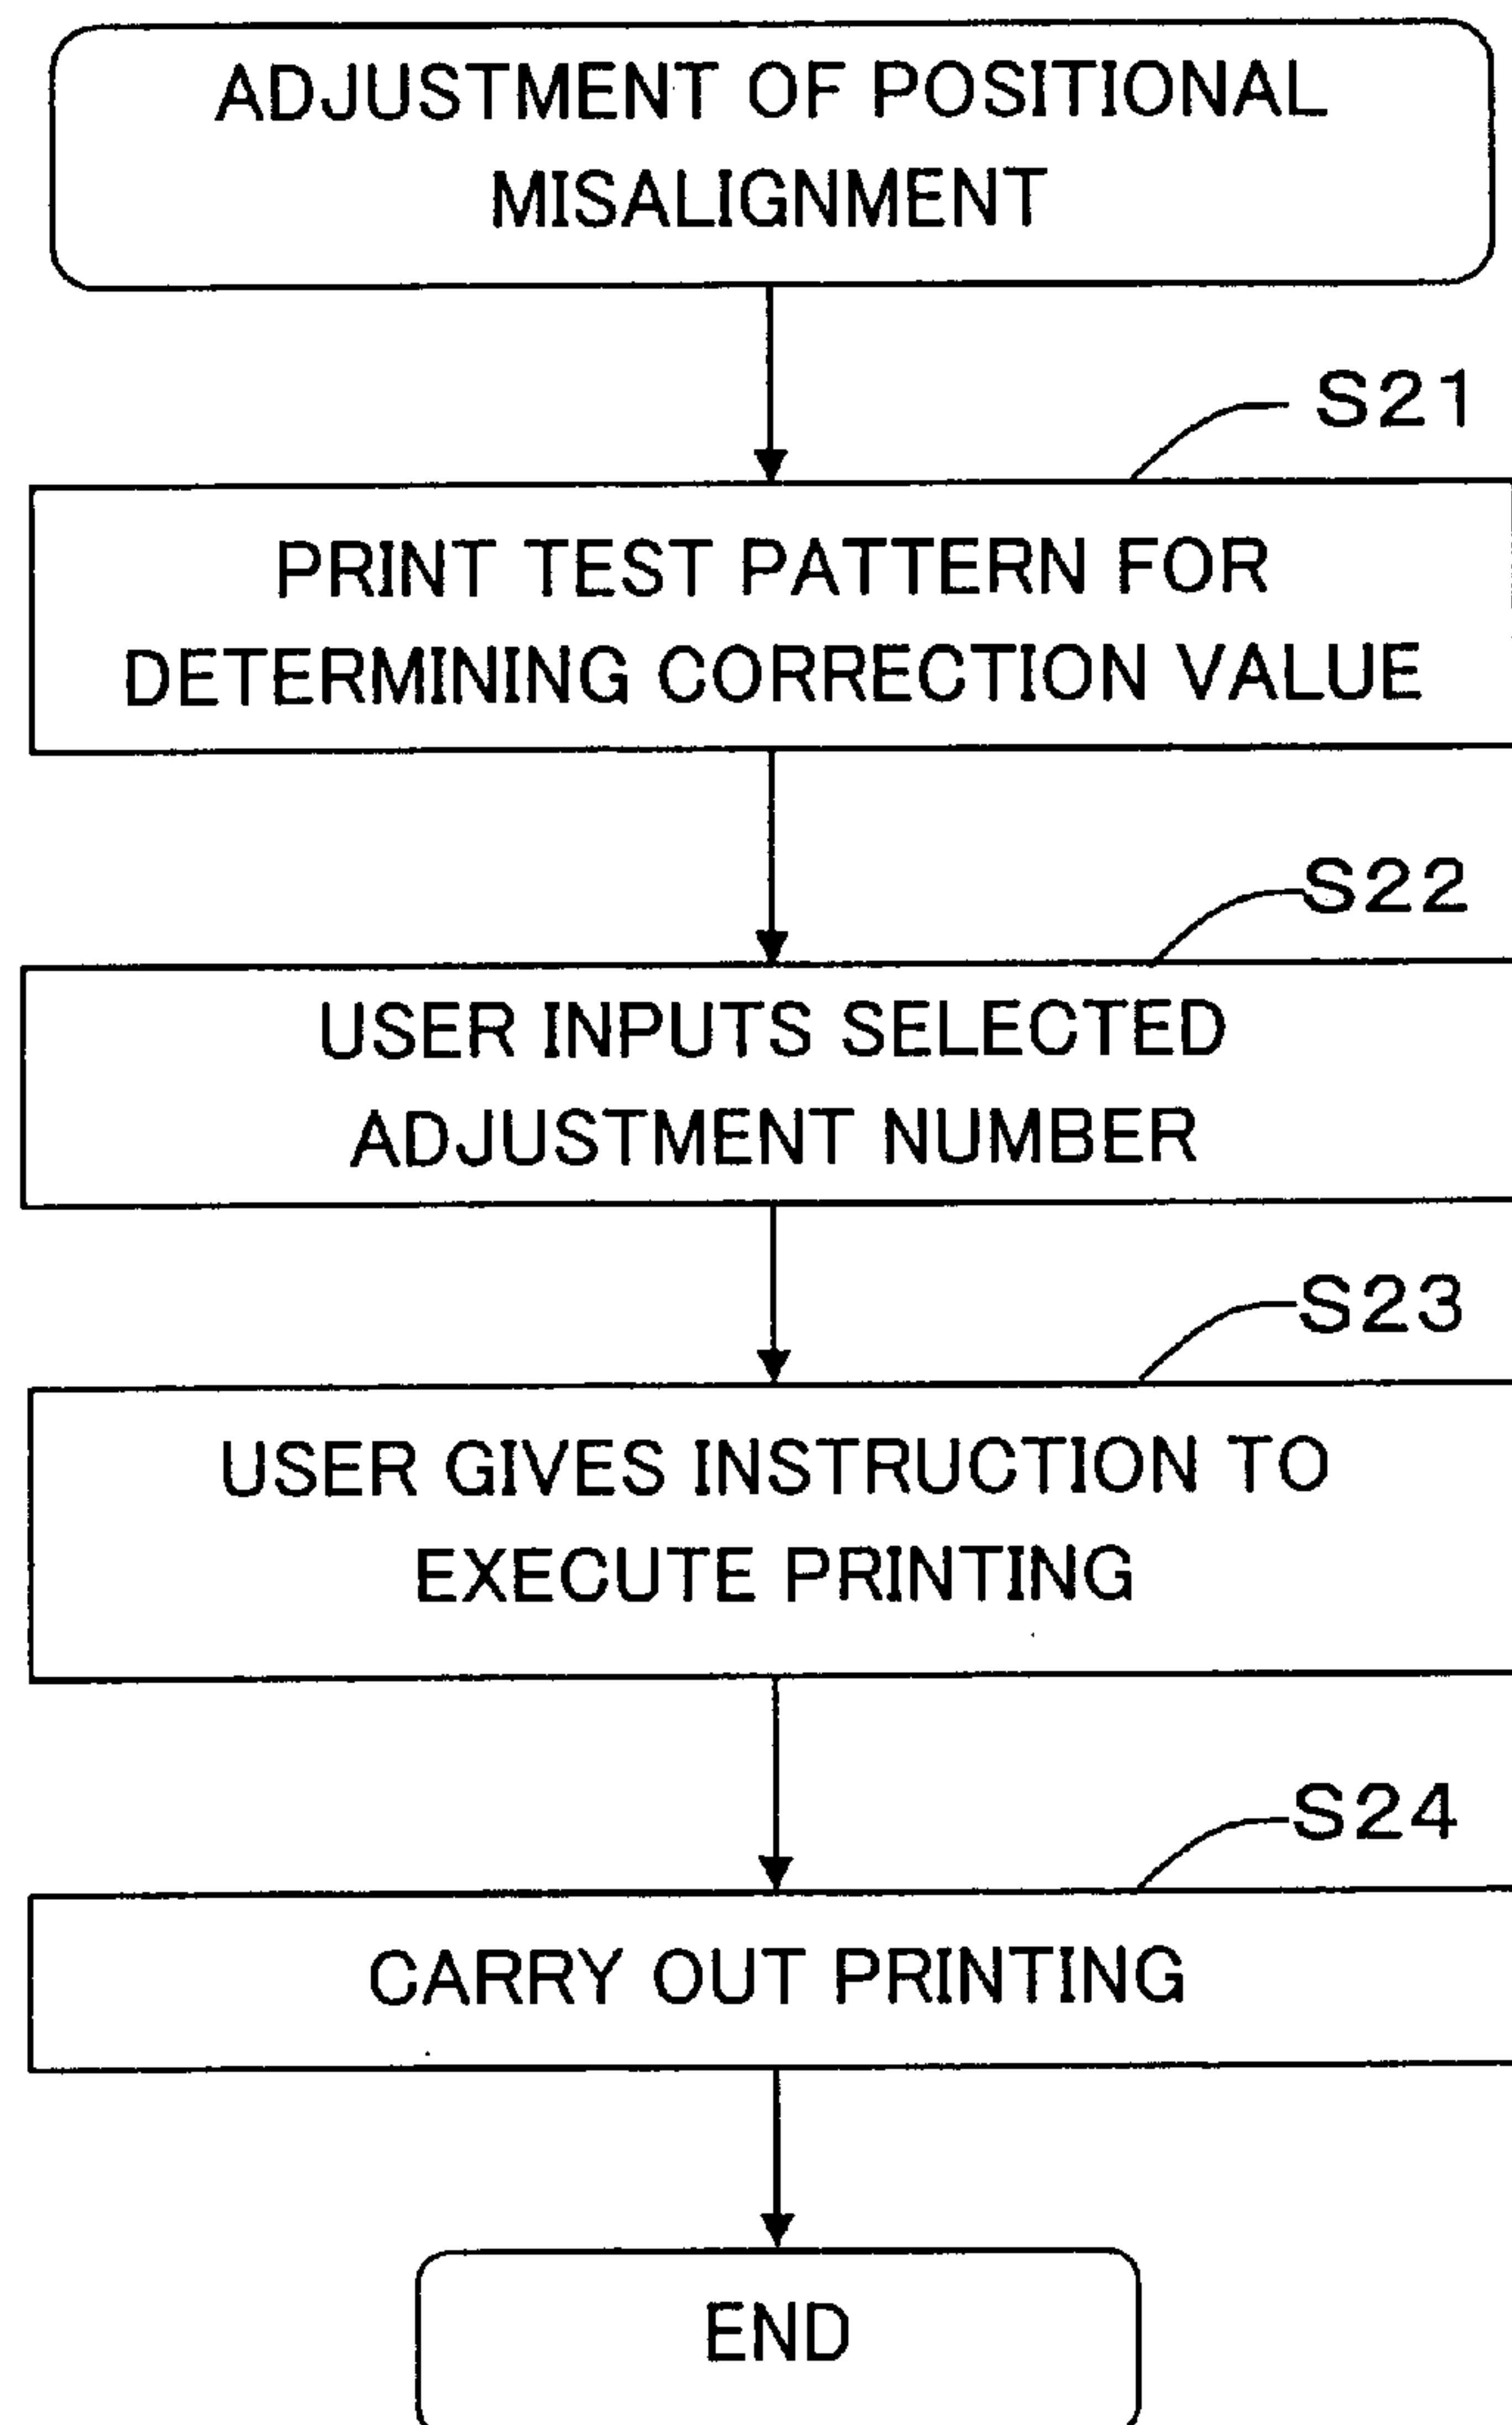 ADJUSTMENT OF POSITIONAL
MISALIGNMENT
S21
PRINT TEST PATTERN FOR
DETERMINING CORRECTION VALUE
S22
USER INPUTS SELECTED
ADJUSTMENT NUMBER
S23
USER GIVES INSTRUCTION TO
EXECUTE PRINTING
S24
CARRY OUT PRINTING
END